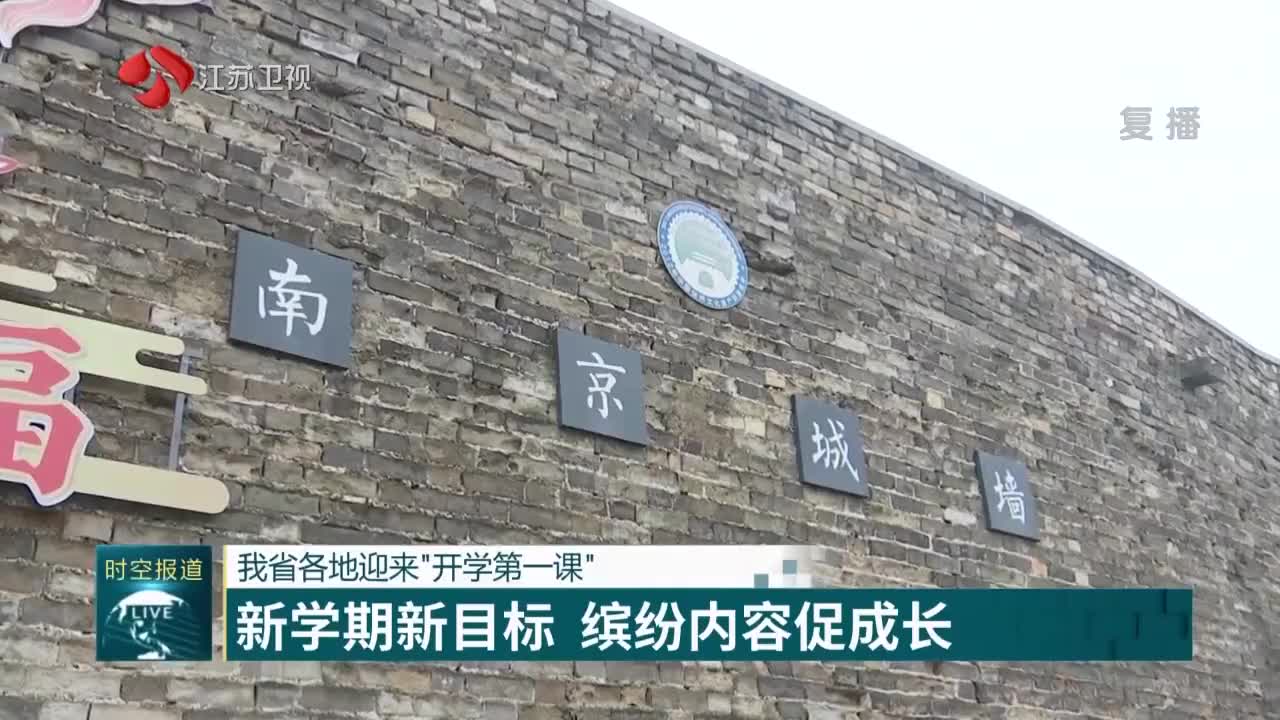 江苏卫视
复播
南京城墙
福
时空报道
LIVE
我省各地迎来"开学第一课"
新学期新目标 缤纷内容促成长